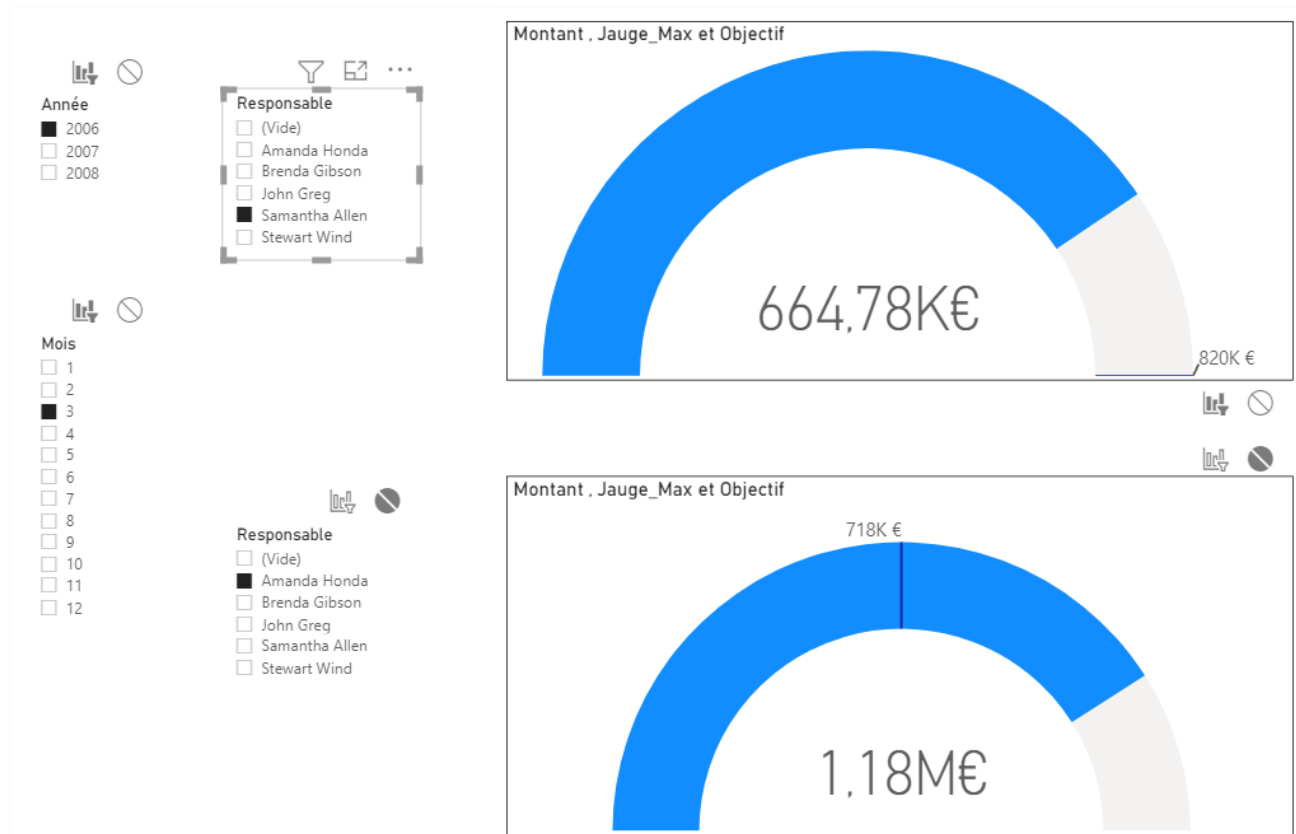 Année
2006
2007
2008
Responsable
(Vide)
Amanda Honda
Brenda Gibson
John Greg
Samantha Allen
Stewart Wind
Montant , Jauge_Max et Objectif
664,78K€
820K €
Mois
1
2
3
4
5
6
7
8
9
10
11
12
Responsable
(Vide)
Amanda Honda
Brenda Gibson
John Greg
Samantha Allen
Stewart Wind
Montant , Jauge_Max et Objectif
718K €
1,18M€